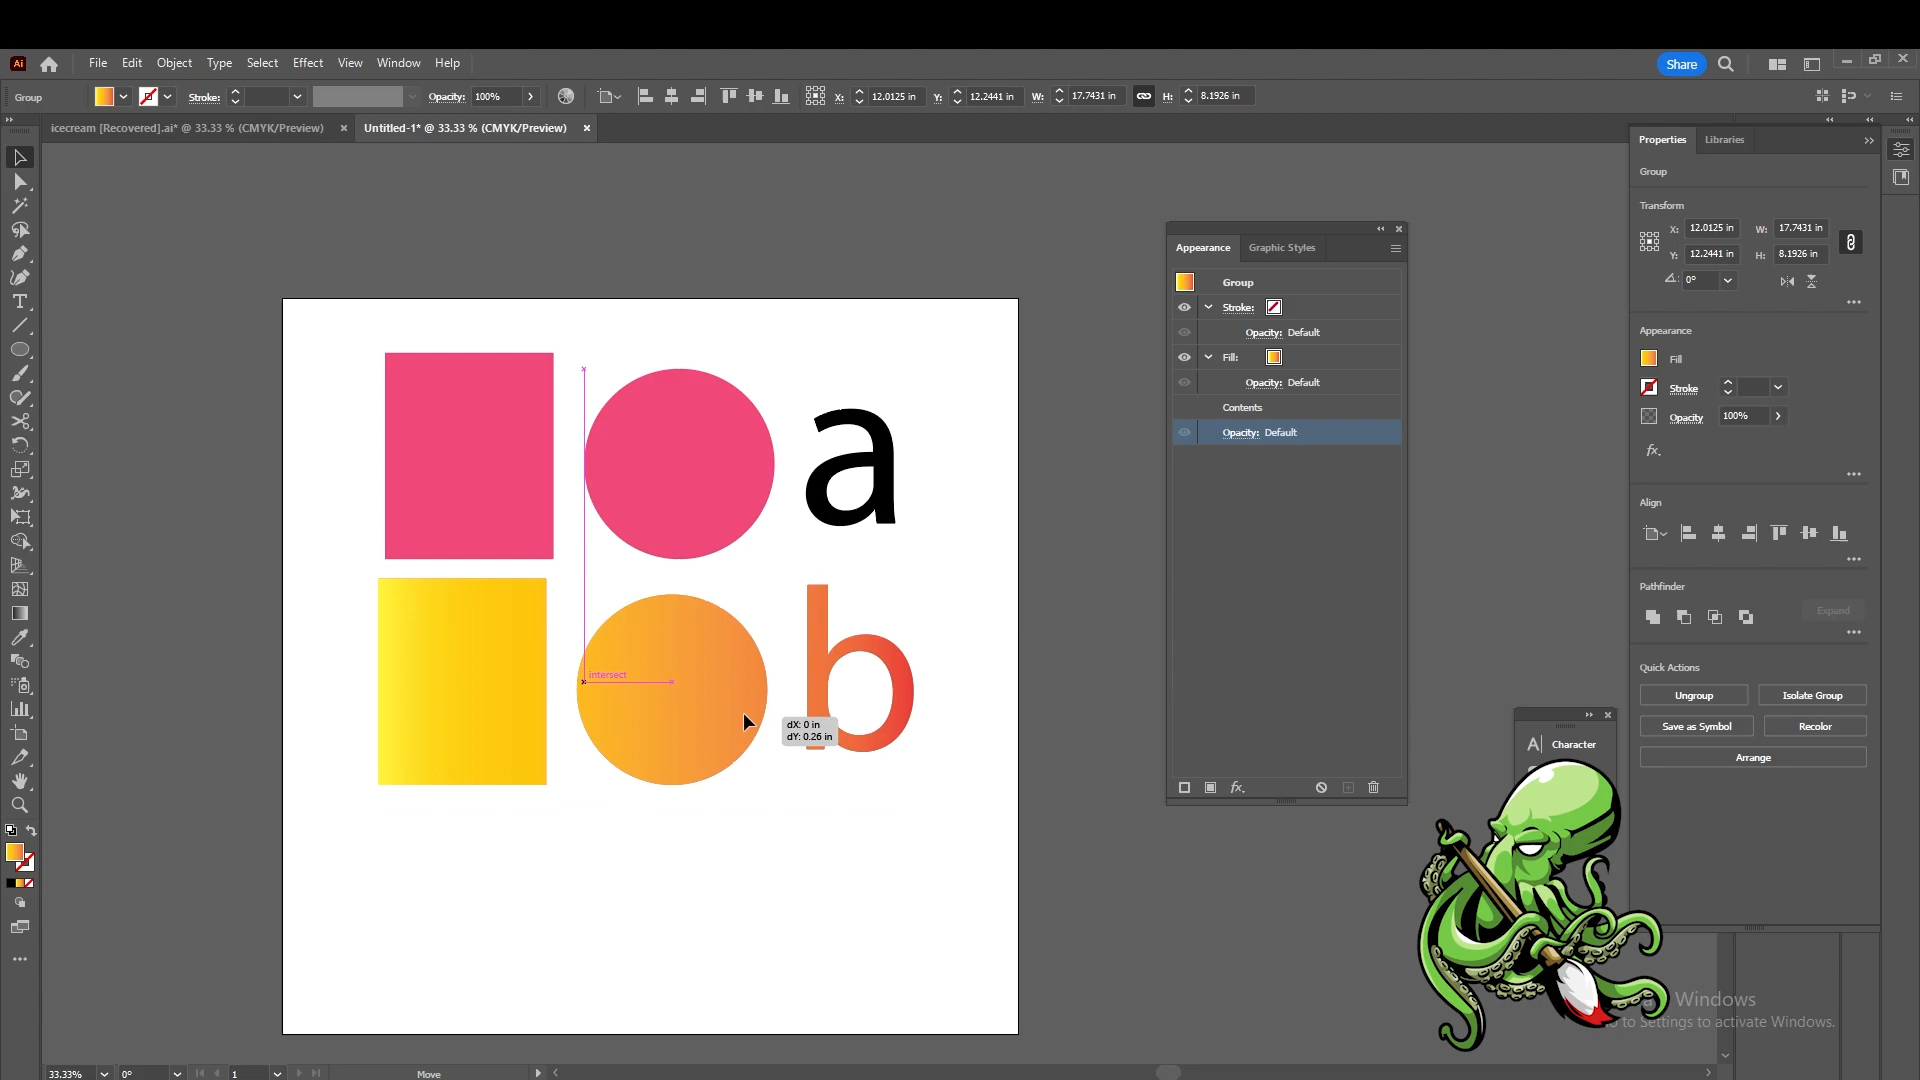 Ai File Edit Object Type Select Effect View Window Help Share
Group Stroke: Opacity: 100% X: 12.0125 in Y: 12.2441 in W: 17.7431 in H: 8.1926 in
icecream [Recovered].ai* @ 33.33 % (CMYK/Preview) × Untitled-1* @ 33.33 % (CMYK/Preview) ×
Properties Libraries
Group
Transform
X: 12.0125 in W: 17.7431 in
Y: 12.2441 in H: 8.1926 in
0°
Appearance
Fill
Stroke
Opacity 100%
fx.
Align
Pathfinder
Expand
Quick Actions
Ungroup Isolate Group
Save as Symbol Recolor
Arrange
Appearance Graphic Styles
Group
Stroke:
Opacity: Default
Fill:
Opacity: Default
Contents
Opacity: Default
fx.
a
b
intersect
dX: 0 in
dY: 0.26 in
A Character
Windows
to Settings to activate Windows.
33.33% 0° 1 Move